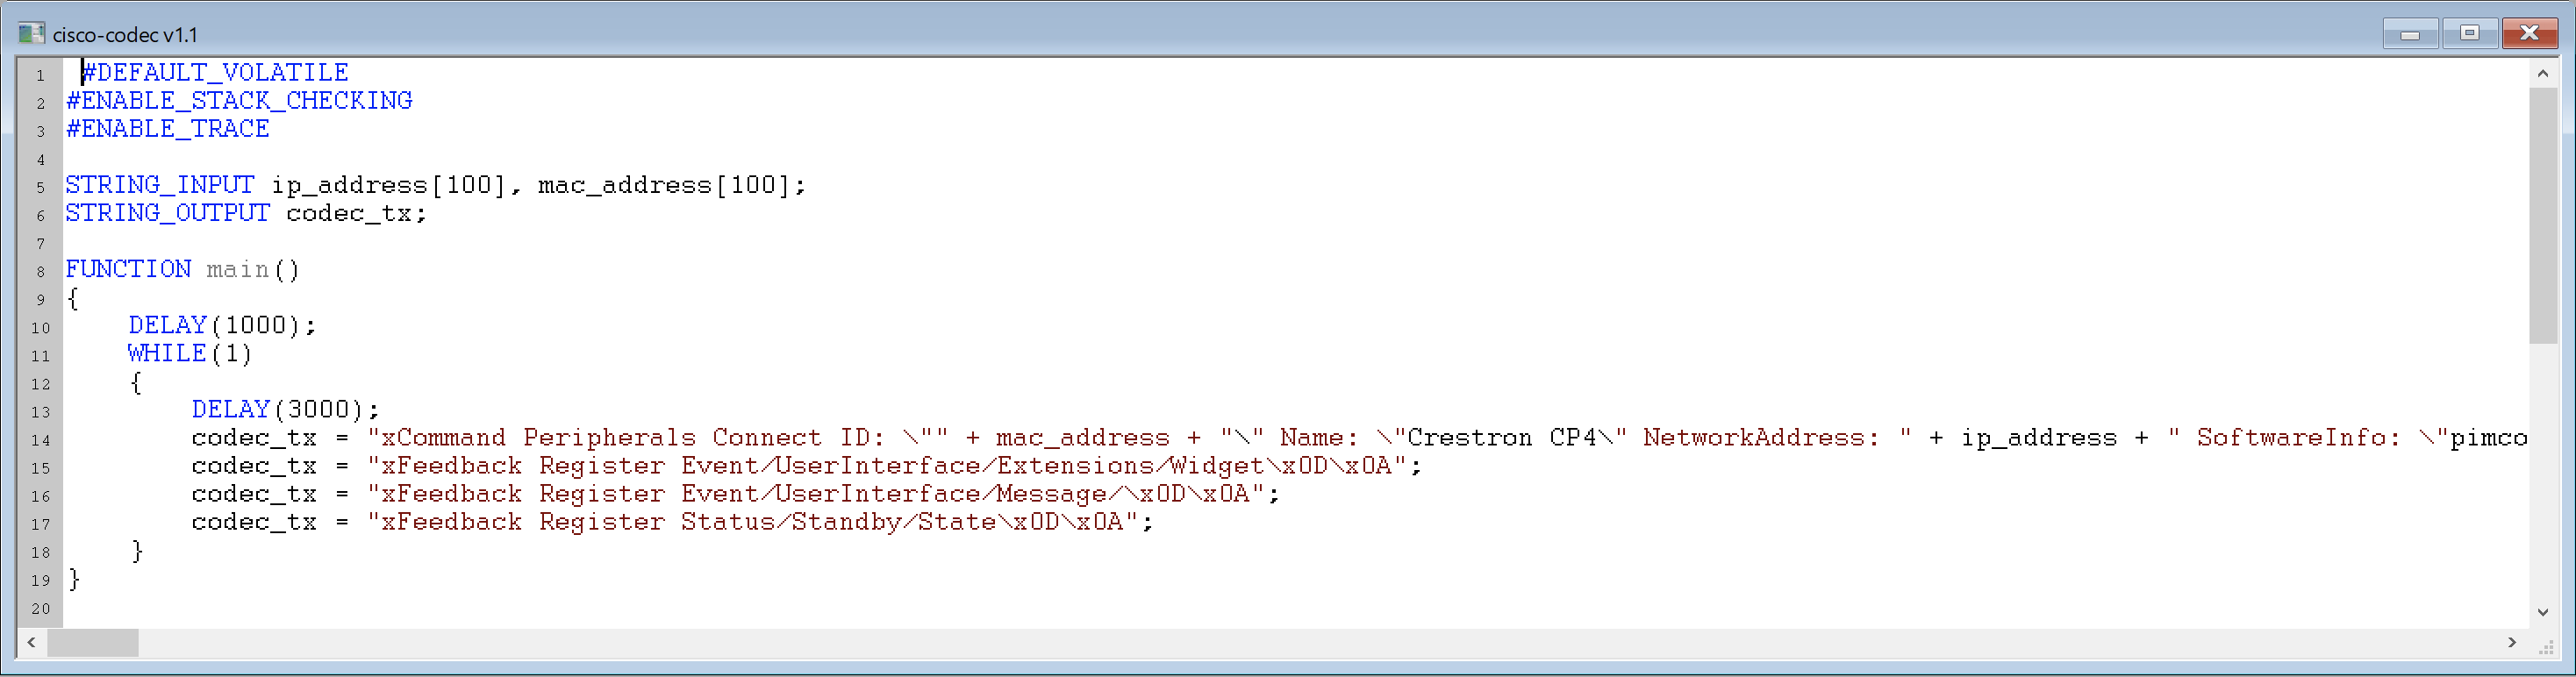 cisco-codec v1.1
1 #DEFAULT_VOLATILE
2 #ENABLE_STACK_CHECKING
3 #ENABLE_TRACE
4
5 STRING_INPUT ip_address[100], mac_address[100];
6 STRING_OUTPUT codec_tx;
7
8 FUNCTION main()
9 {
10 DELAY(1000);
11 WHILE(1)
12 {
13 DELAY(3000);
14 codec_tx = "xCommand Peripherals Connect ID: \"" + mac_address + "\" Name: \"Crestron CP4\" NetworkAddress: " + ip_address + " SoftwareInfo: \"pimco
15 codec_tx = "xFeedback Register Event/UserInterface/Extensions/Widget\x0D\x0A";
16 codec_tx = "xFeedback Register Event/UserInterface/Message/\x0D\x0A";
17 codec_tx = "xFeedback Register Status/Standby/State\x0D\x0A";
18 }
19 }
20